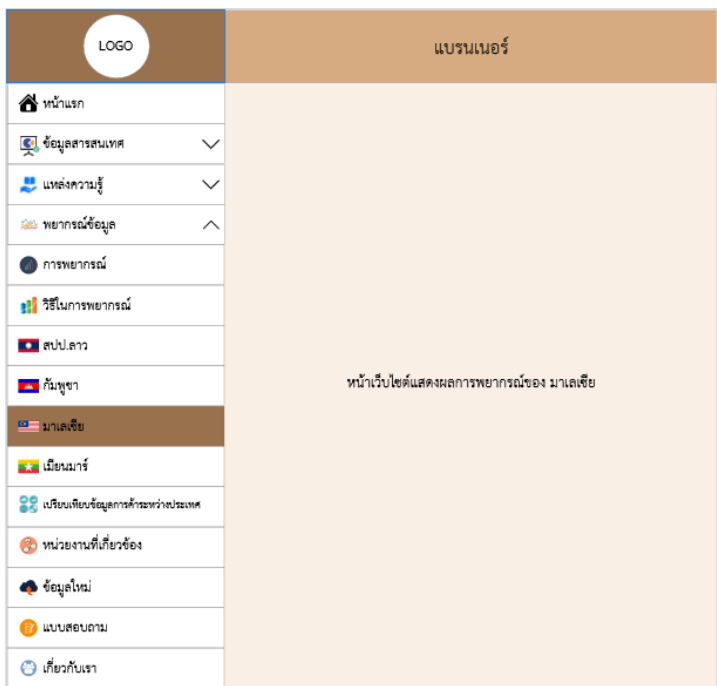 LOGO
แบรนเนอร์
หน้าแรก
ข้อมูลสารสนเทศ
แหล่งความรู้
พยากรณ์ข้อมูล
การพยากรณ์
วิธีในการพยากรณ์
สปป.ลาว
กัมพูชา
มาเลเซีย
เมียนมาร์
เปรียบเทียบข้อมูลการค้าระหว่างประเทศ
หน่วยงานที่เกี่ยวข้อง
ข้อมูลใหม่
แบบสอบถาม
เกี่ยวกับเรา
หน้าเว็บไซต์แสดงผลการพยากรณ์ของ มาเลเซีย